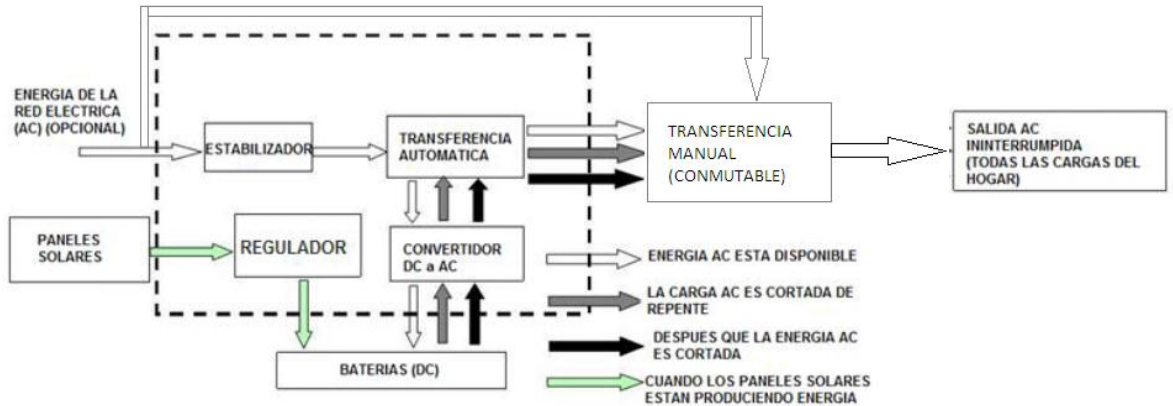 ENERGIA DE LA
RED ELECTRICA
(AC) (OPCIONAL)
ESTABILIZADOR
TRANSFERENCIA
AUTOMATICA
TRANSFERENCIA
MANUAL
(CONMUTABLE)
SALIDA AC
ININTERRUMPIDA
(TODAS LAS CARGAS DEL
HOGAR)
PANELES
SOLARES
REGULADOR
CONVERTIDOR
DC a AC
BATERIAS (DC)
ENERGIA AC ESTA DISPONIBLE
LA CARGA AC ES CORTADA DE
REPENTE
DESPUES QUE LA ENERGIA AC
ES CORTADA
CUANDO LOS PANELES SOLARES
ESTAN PRODUCIENDO ENERGIA